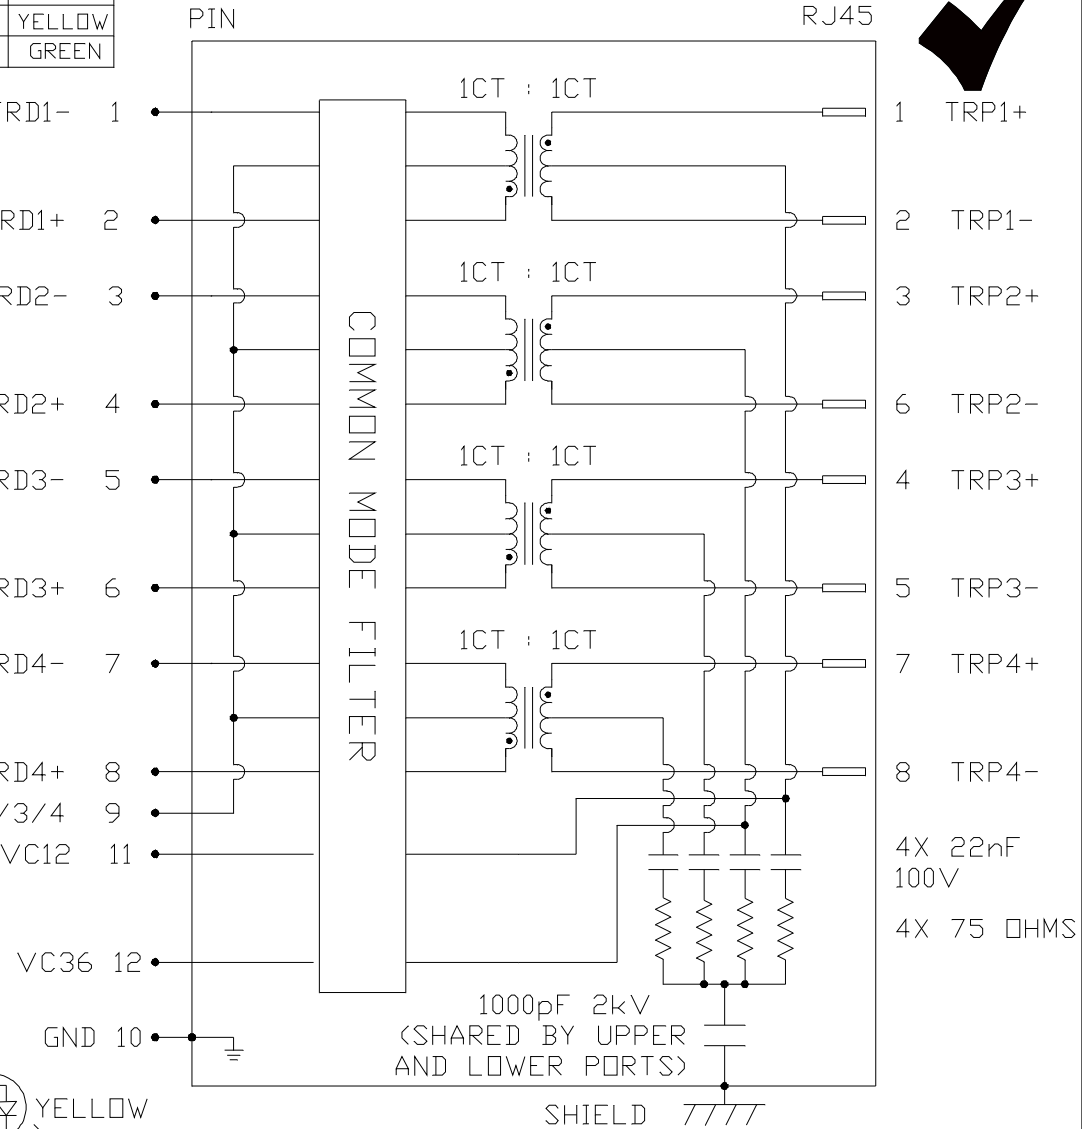 YELLOW
GREEN
PIN
RJ45
1CT : 1CT
TRD1- 1
1 TRP1+
RD1+ 2
2 TRP1-
1CT : 1CT
RD2- 3
3 TRP2+
RD2+ 4
6 TRP2-
1CT : 1CT
RD3- 5
4 TRP3+
RD3+ 6
5 TRP3-
1CT : 1CT
RD4- 7
7 TRP4+
RD4+ 8
8 TRP4-
COMMON MODE FILTER
/3/4 9
VC12 11
4X 22nF
100V
4X 75 OHMS
VC36 12
1000pF 2kV
(SHARED BY UPPER
AND LOWER PORTS)
GND 10
YELLOW
SHIELD